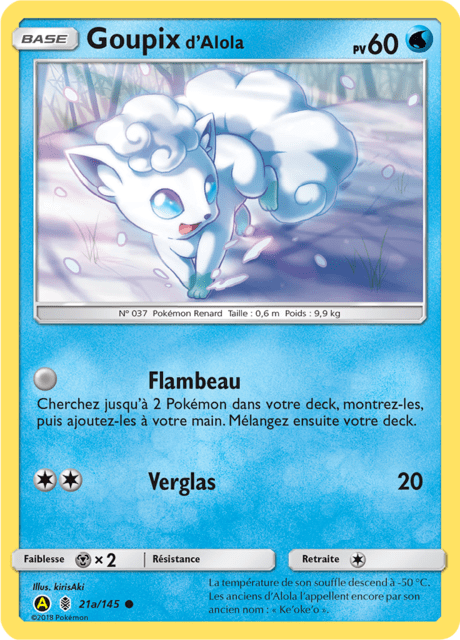 BASE Goupix d'Alola PV60
N° 037 Pokémon Renard Taille : 0,6 m Poids : 9,9 kg
Flambeau
Cherchez jusqu'à 2 Pokémon dans votre deck, montrez-les,
puis ajoutez-les à votre main. Mélangez ensuite votre deck.
Verglas 20
Faiblesse ×2 Résistance Retraite
Illus. kirisAki
A 21a/145
©2018 Pokémon
La température de son souffle descend à -50 °C.
Les anciens d'Alola l'appellent encore par son
ancien nom : « Ke'oke'o ».